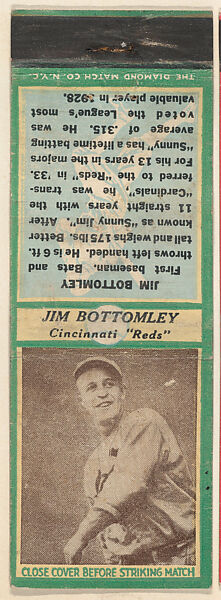 THE DIAMOND MATCH CO. N.Y.C.
JIM BOTTOMLEY
First baseman. Bats and
throws left handed. He is 6 ft.
tall and weighs 175 lbs. Better
known as "Sunny Jim". After
11 straight years with the
"Cardinals", he was trans-
ferred to the "Reds" in '33.
For his 13 years in the majors
"Sunny" has a lifetime batting
average of .315. He was
voted the League's most
valuable player in 1928.
JIM BOTTOMLEY
Cincinnati "Reds"
CLOSE COVER BEFORE STRIKING MATCH